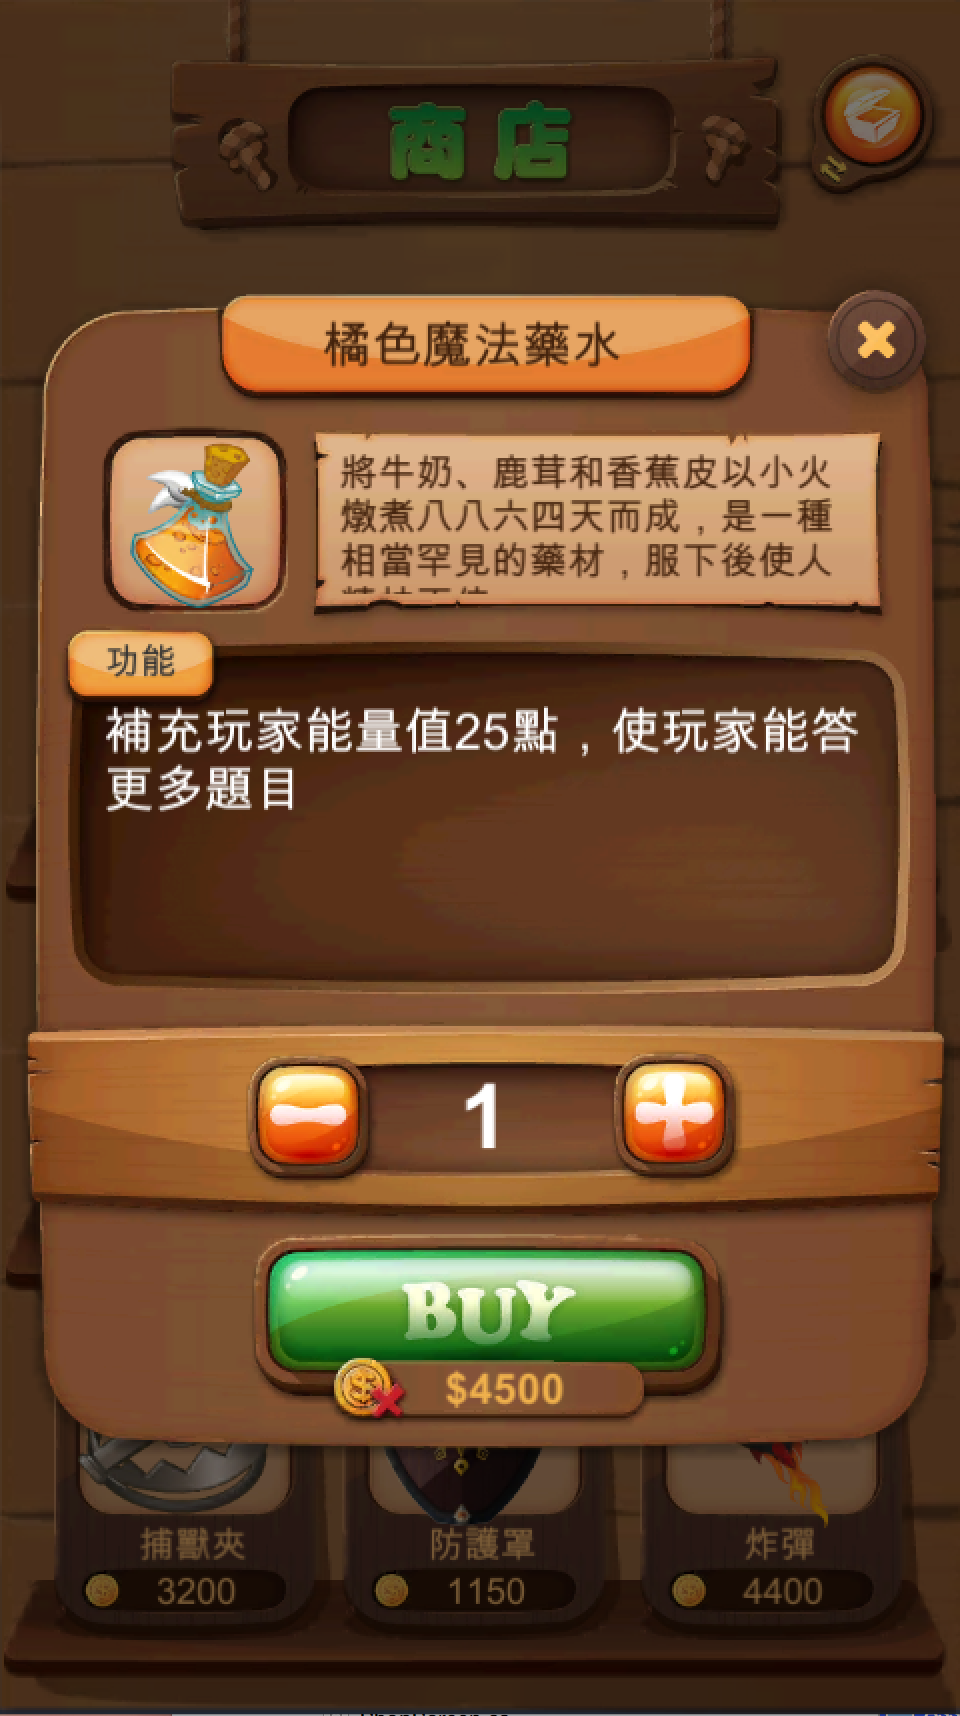 商店
橘色魔法藥水
將牛奶、鹿茸和香蕉皮以小火
燉煮八八六四天而成，是一種
相當罕見的藥材，服下後使人
功能
補充玩家能量值25點，使玩家能答
更多題目
1
BUY
$4500
捕獸夾 防護罩 炸彈
3200 1150 4400